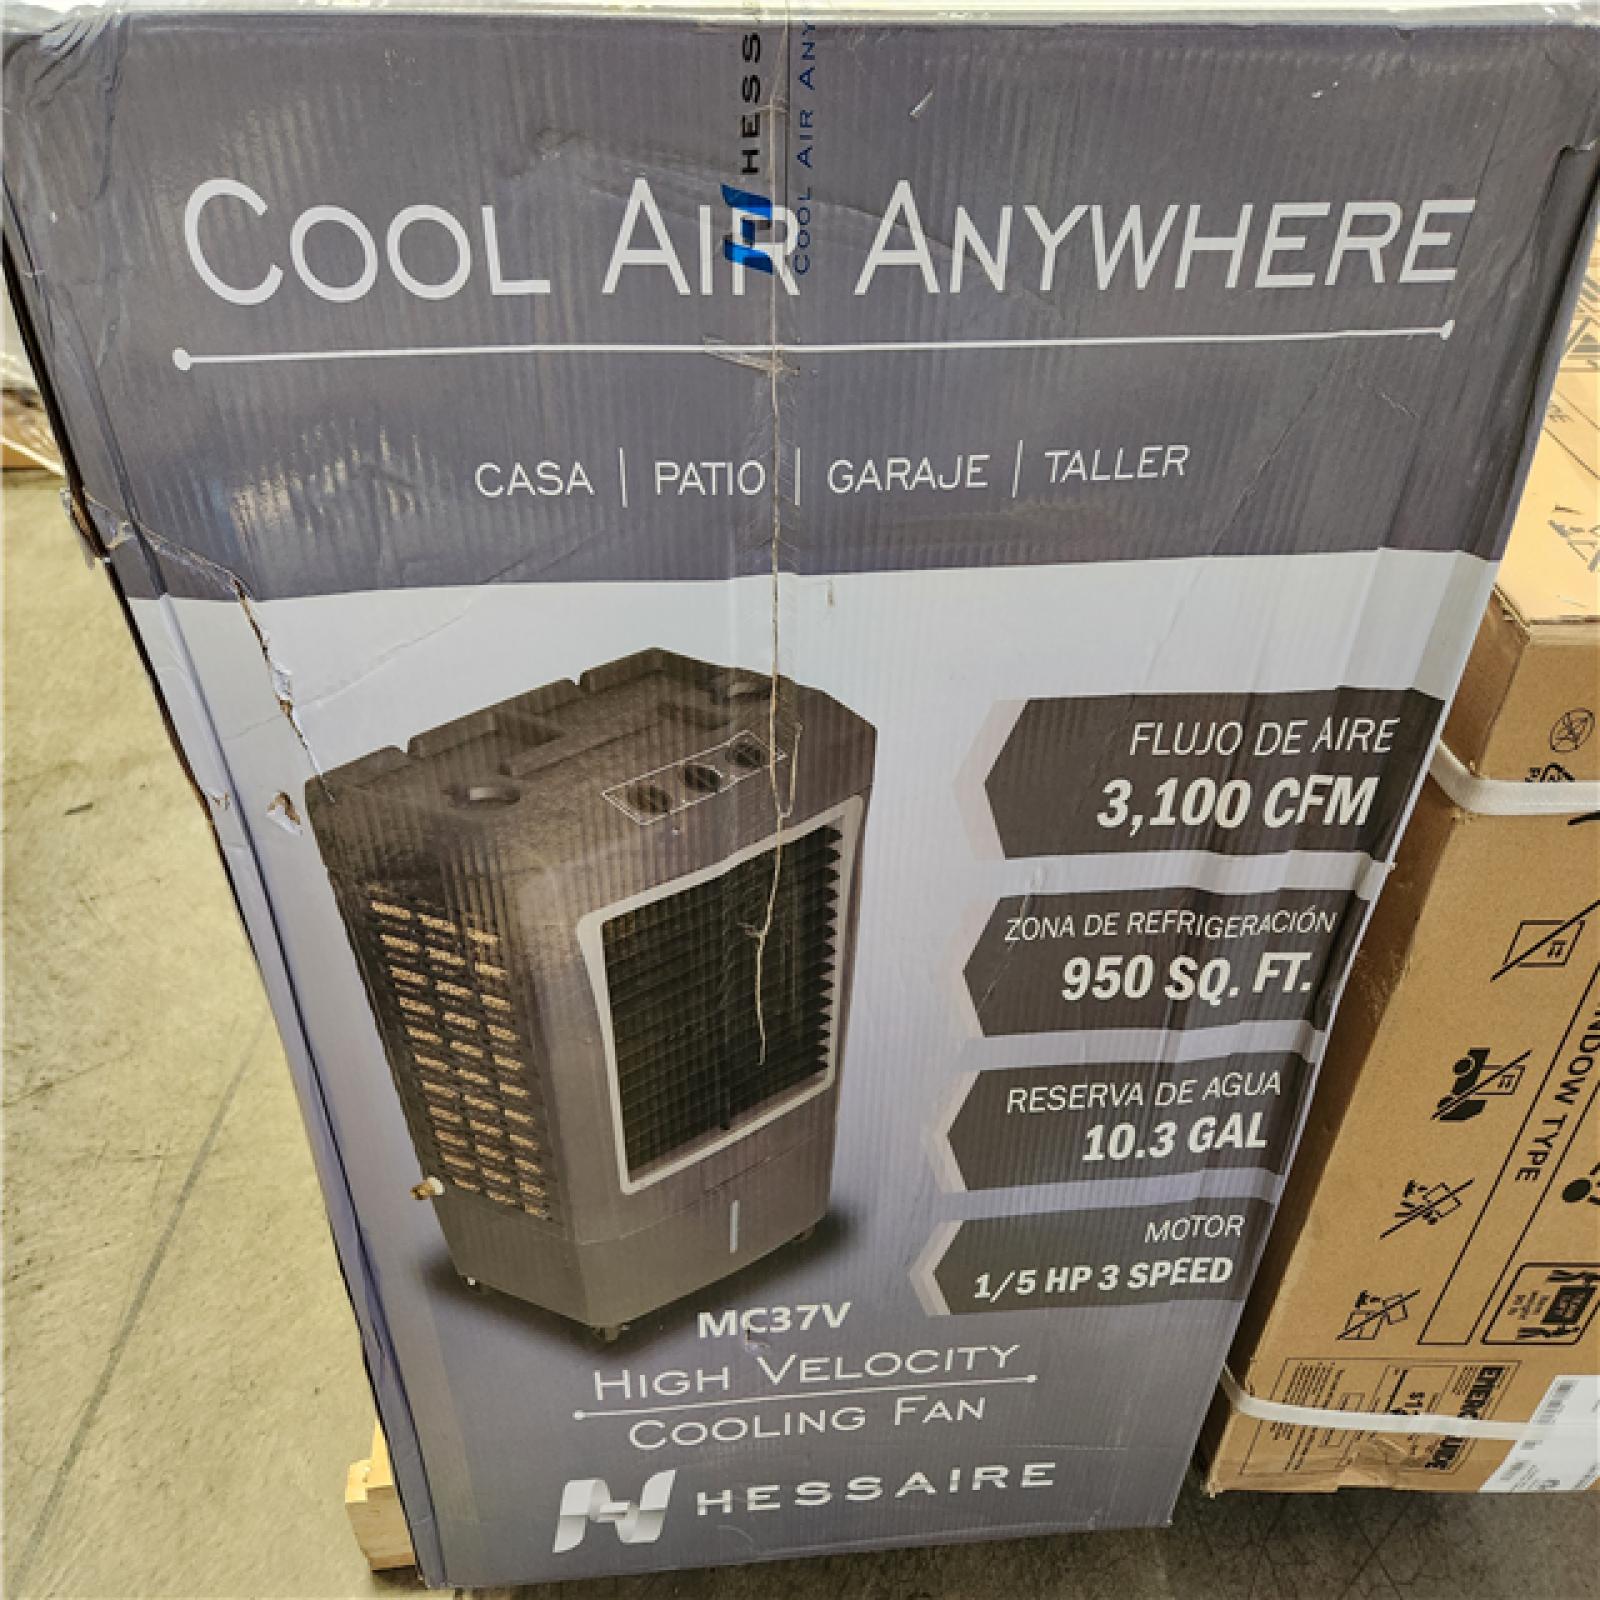 HESS
COOL AIR ANY
COOL AIR ANYWHERE
CASA | PATIO | GARAJE | TALLER
FLUJO DE AIRE
3,100 CFM
ZONA DE REFRIGERACIÓN
950 SQ. FT.
RESERVA DE AGUA
10.3 GAL
MOTOR
1/5 HP 3 SPEED
MC37V
HIGH VELOCITY
COOLING FAN
HESSAIRE
NDOW TYPE